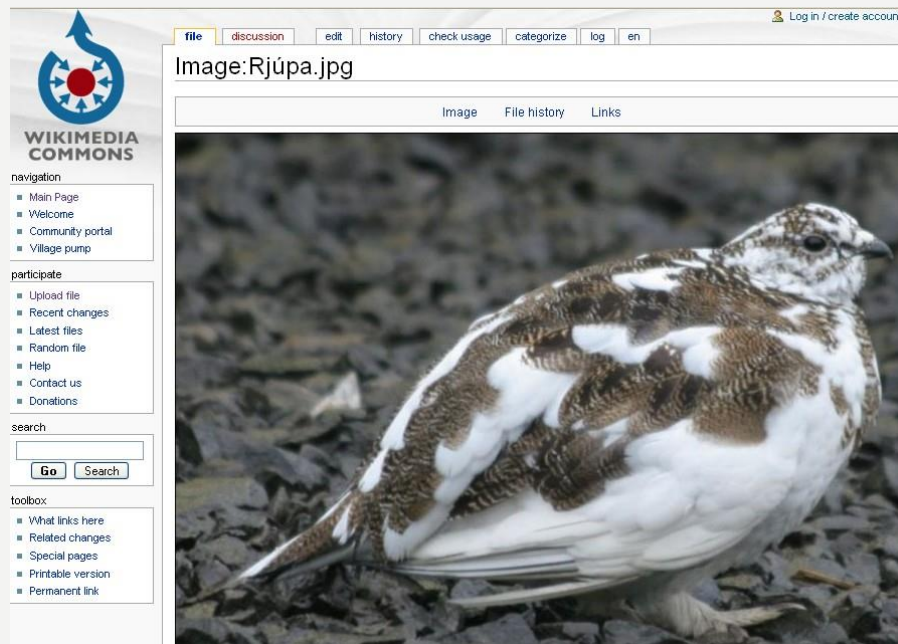 Log in / create accoun
file discussion edit history check usage categorize log en
Image:Rjúpa.jpg
Image File history Links
WIKIMEDIA
COMMONS
navigation
Main Page
Welcome
Community portal
Village pump
participate
Upload file
Recent changes
Latest files
Random file
Help
Contact us
Donations
search
Go Search
toolbox
What links here
Related changes
Special pages
Printable version
Permanent link